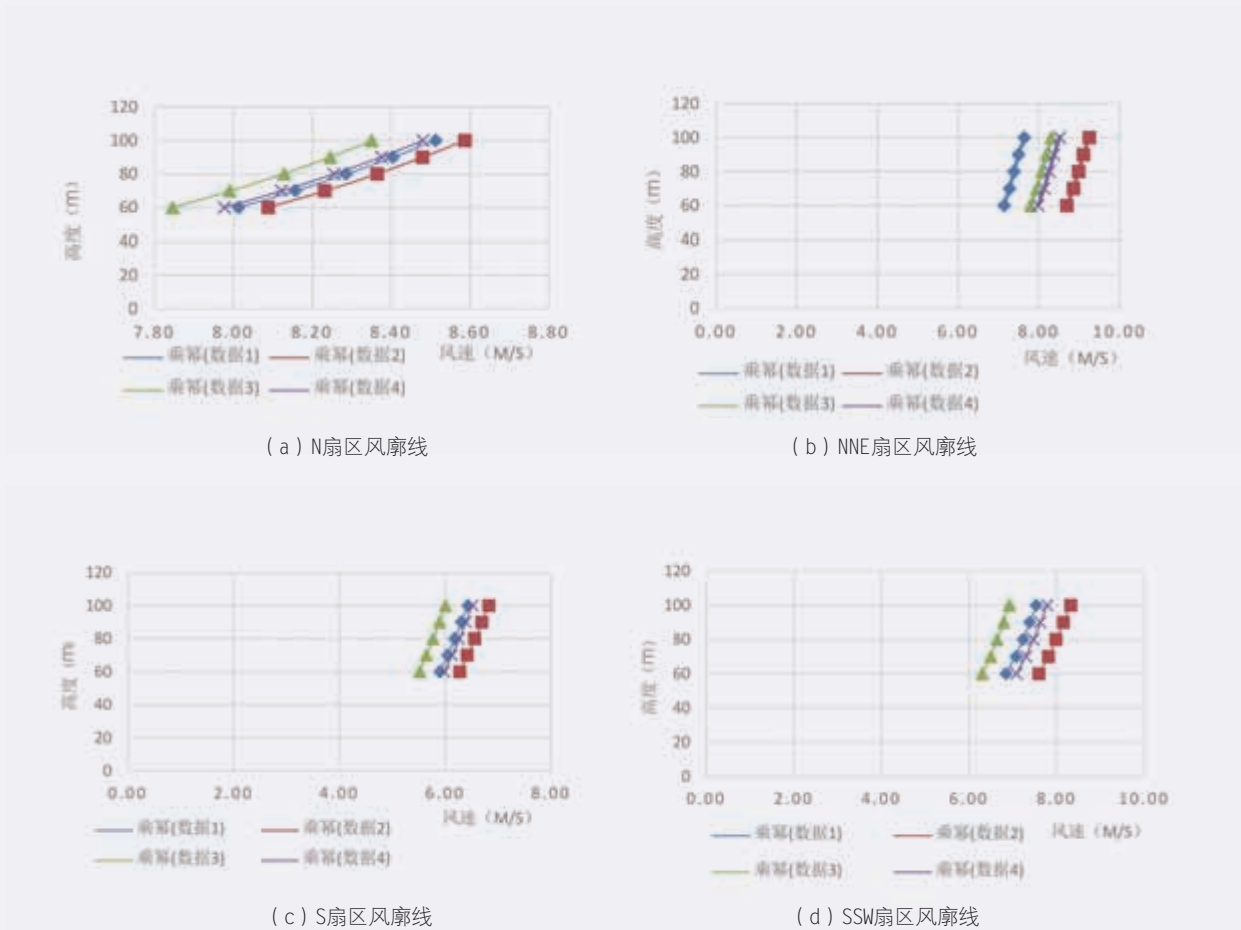 120
100
80
60
40
20
0
高度（m）
7.80 8.00 8.20 8.40 8.60 8.80
风速（M/S）
乘幂(数据1) 乘幂(数据2)
乘幂(数据3) 乘幂(数据4)
（a）N扇区风廓线
120
100
80
60
40
20
0
高度（m）
0.00 2.00 4.00 6.00 8.00 10.00
风速（M/S）
乘幂(数据1) 乘幂(数据2)
乘幂(数据3) 乘幂(数据4)
（b）NNE扇区风廓线
120
100
80
60
40
20
0
高度（m
0.00 2.00 4.00 6.00 8.00
风速（M/S）
乘幂(数据1) 乘幂(数据2)
乘幂(数据3) 乘幂(数据4)
（c）S扇区风廓线
120
100
80
60
40
20
0
高度（m）
0.00 2.00 4.00 6.00 8.00 10.00
乘幂(数据1) 乘幂(数据2) 风速（M/S）
乘幂(数据3) 乘幂(数据4)
（d）SSW扇区风廓线